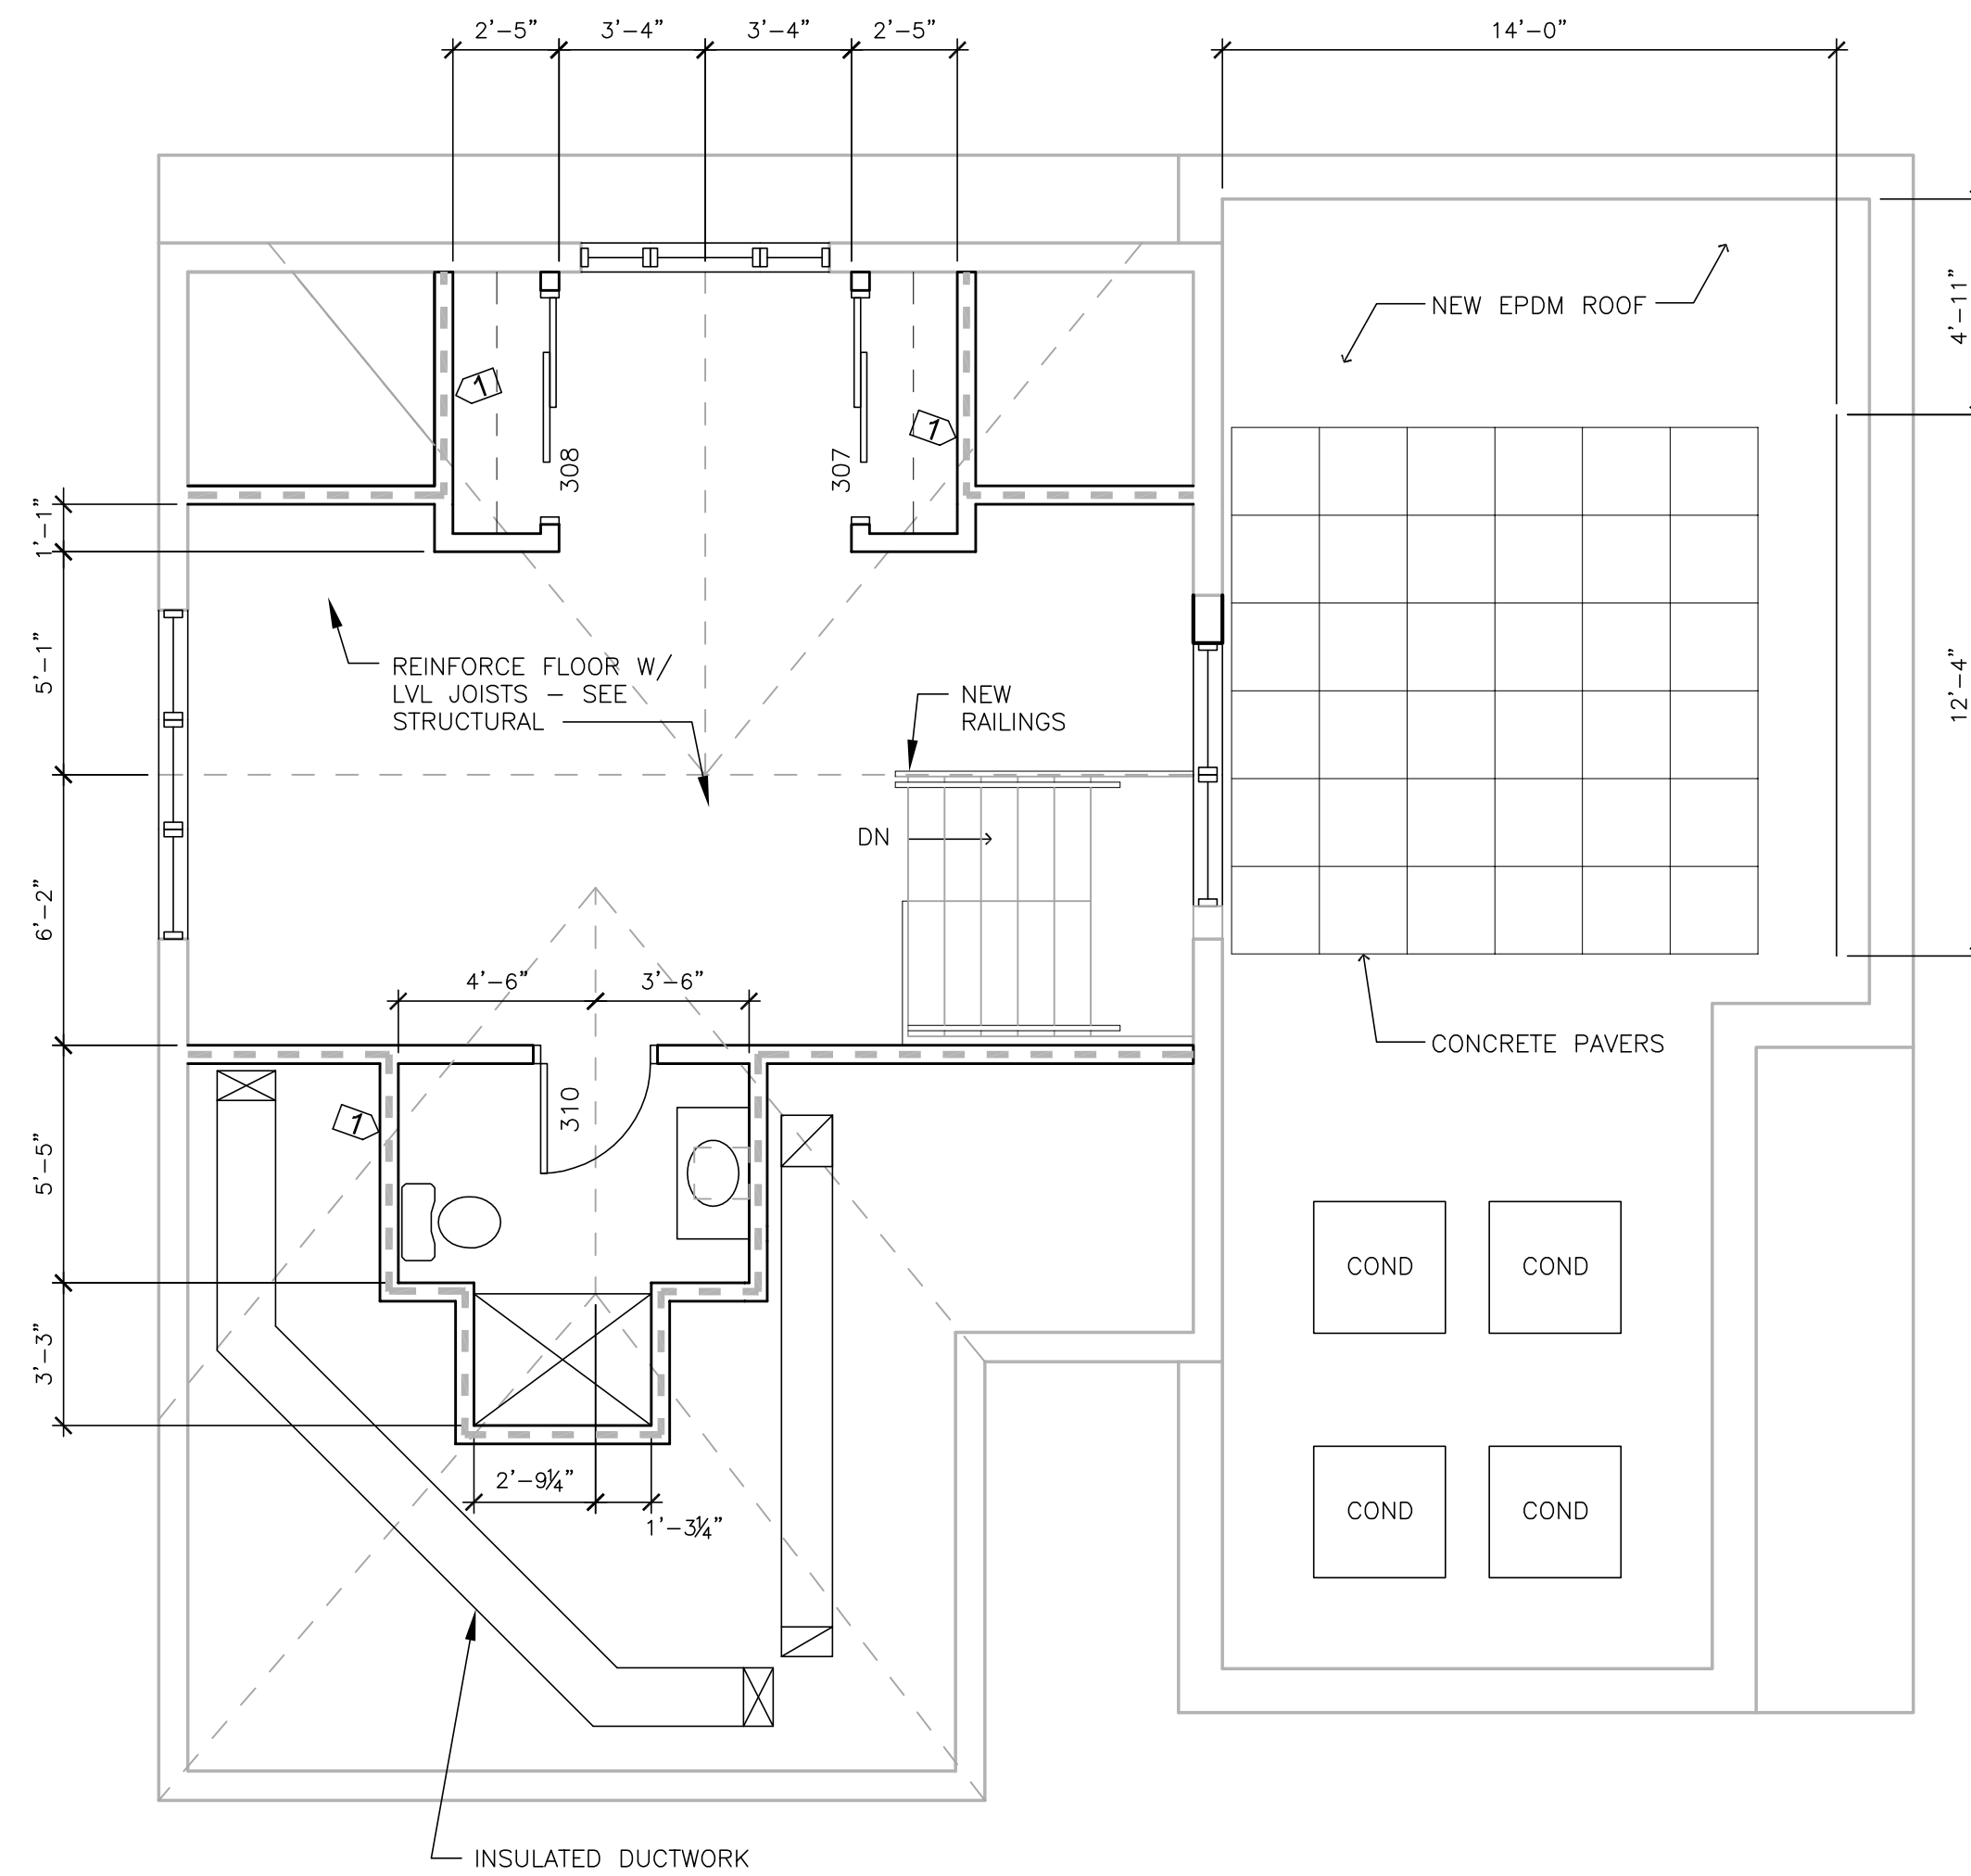 2'-5" 3'-4" 3'-4" 2'-5" 14'-0"
NEW EPDM ROOF
4'-11"
1
1
308
307
1'-1"
5'-1"
REINFORCE FLOOR W/
LVL JOISTS - SEE
STRUCTURAL
NEW
RAILINGS
12'-4"
DN
6'-2"
4'-6" 3'-6"
CONCRETE PAVERS
1
310
5'-5"
COND COND
3'-3"
2'-9¼"
1'-3¼"
COND COND
INSULATED DUCTWORK